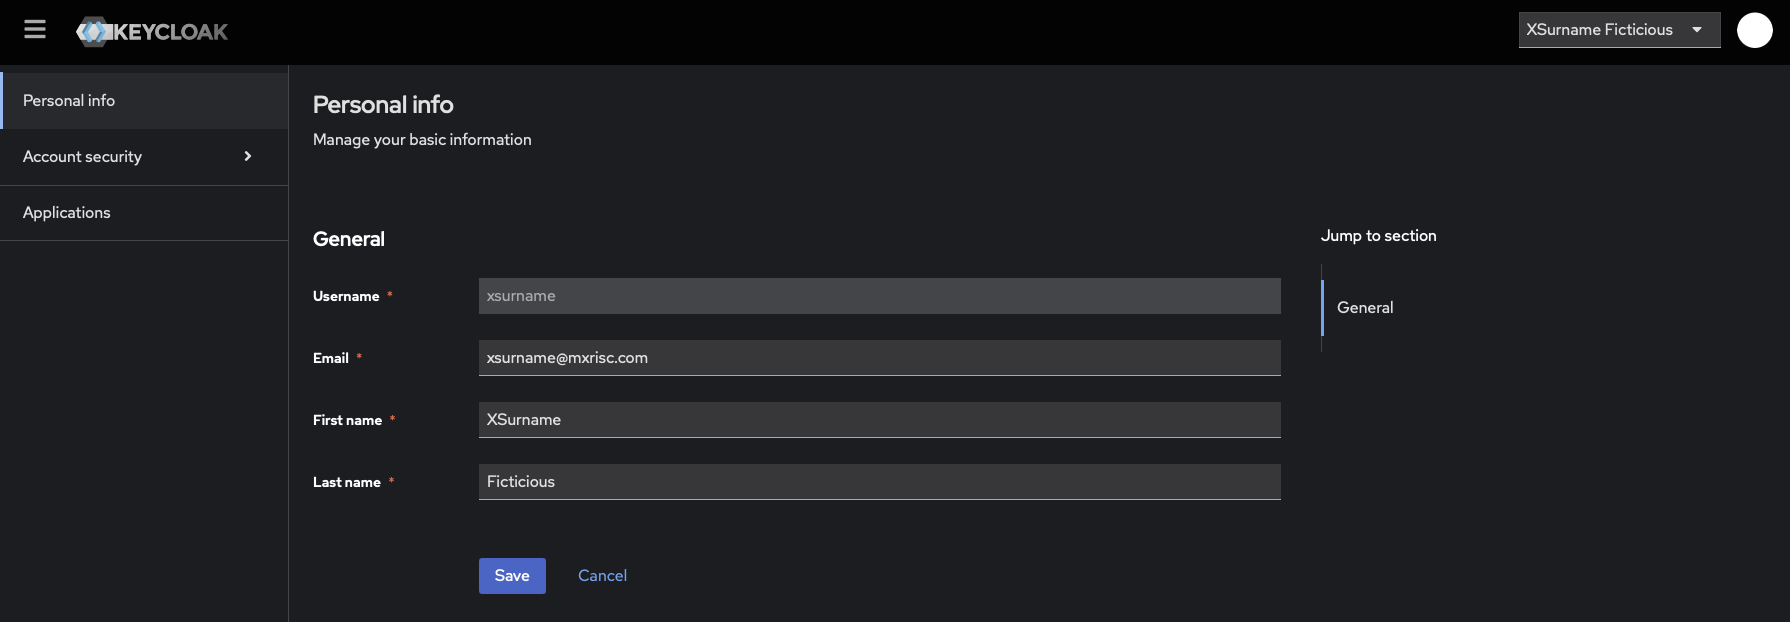 KEYCLOAK
XSurname Ficticious
Personal info
Account security
Applications
Personal info
Manage your basic information
General
Username *
xsurname
Email *
xsurname@mxrisc.com
First name *
XSurname
Last name *
Ficticious
Save
Cancel
Jump to section
General